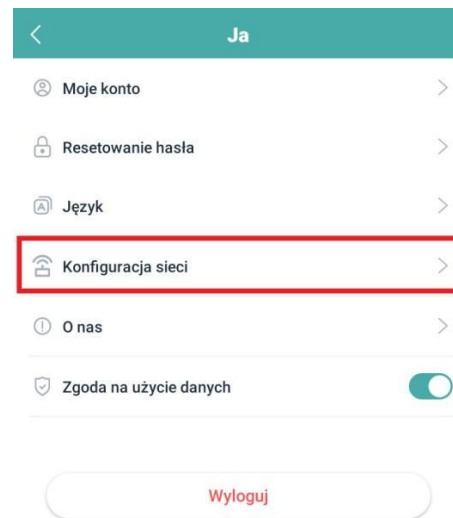 Ja
Moje konto
Resetowanie hasła
Język
Konfiguracja sieci
O nas
Zgoda na użycie danych
Wyloguj